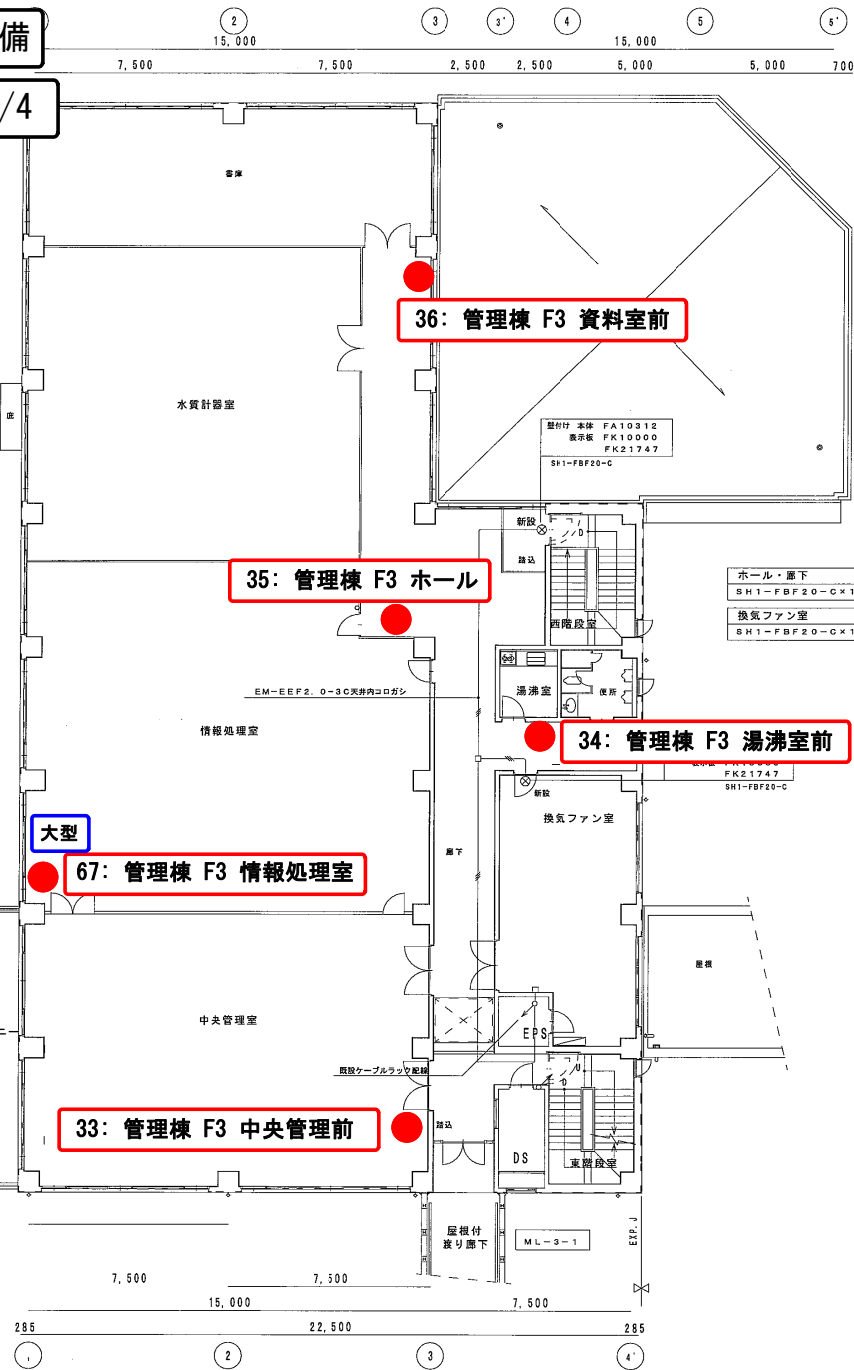 備
/4
2
3
3'
4
5
5'
15,000
15,000
7,500
7,500
2,500
2,500
5,000
5,000
700
書庫
36: 管理棟 F3 資料室前
水質計器室
庇
壁付け 本体 FA10312
表示板 FK10000
FK21747
SH1-FBF20-C
新設
D
踏込
35: 管理棟 F3 ホール
ホール・廊下
SH1-FBF20-C×1
換気ファン室
SH1-FBF20-C×1
西階段室
湯沸室
便所
EM-EEF2.0-3C天井内コロガシ
情報処理室
34: 管理棟 F3 湯沸室前
FK21747
SH1-FBF20-C
新設
換気ファン室
大型
廊下
67: 管理棟 F3 情報処理室
屋根
中央管理室
EPS
既設ケーブルラック配線
U
D
33: 管理棟 F3 中央管理前
踏込
DS
東階段室
屋根付
渡り廊下
ML-3-1
EXP.J
7,500
7,500
15,000
7,500
285
22,500
285
1
2
3
4'